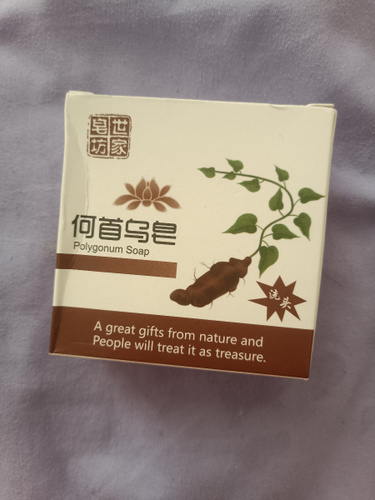 世家
皂坊
何首乌皂
Polygonum Soap
洗头
A great gifts from nature and
People will treat it as treasure.